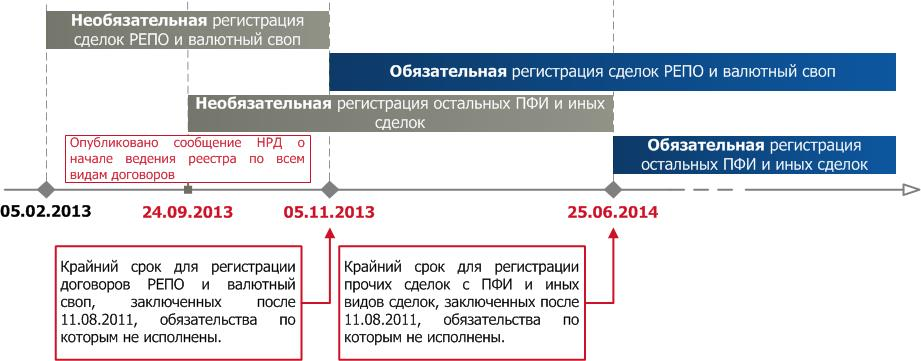 Необязательная регистрация
сделок РЕПО и валютный своп
Обязательная регистрация сделок РЕПО и валютный своп
Необязательная регистрация остальных ПФИ и иных
сделок
Опубликовано сообщение НРД о
начале ведения реестра по всем
видам договоров
Обязательная регистрация
остальных ПФИ и иных сделок
05.02.2013
24.09.2013
05.11.2013
25.06.2014
Крайний срок для регистрации
договоров РЕПО и валютный
своп, заключенных после
11.08.2011, обязательства по
которым не исполнены.
Крайний срок для регистрации
прочих сделок с ПФИ и иных
видов сделок, заключенных после
11.08.2011, обязательства по
которым не исполнены.